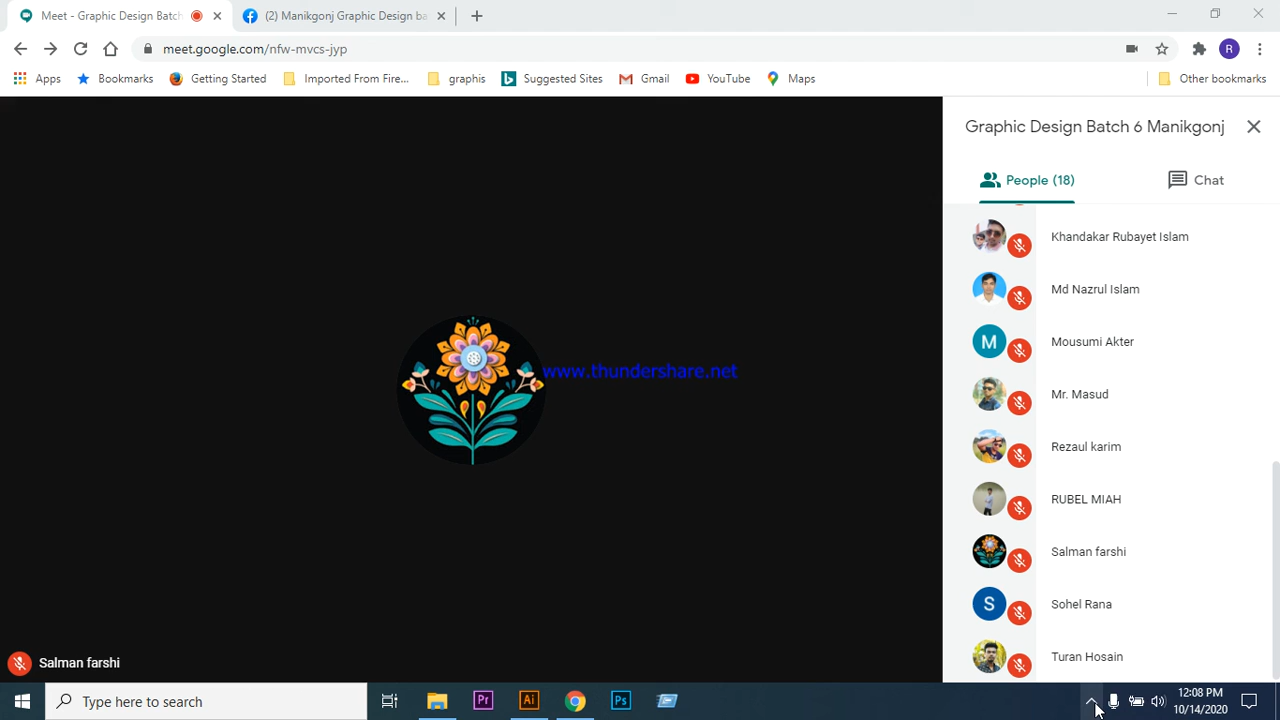 Meet - Graphic Design Batch
(2) Manikgonj Graphic Design ba
meet.google.com/nfw-mvcs-jyp
R
Apps
Bookmarks
Getting Started
Imported From Fire...
graphis
Suggested Sites
Gmail
YouTube
Maps
Other bookmarks
Graphic Design Batch 6 Manikgonj
People (18)
Chat
Khandakar Rubayet Islam
Md Nazrul Islam
M
Mousumi Akter
www.thundershare.net
Mr. Masud
Rezaul karim
RUBEL MIAH
Salman farshi
S
Sohel Rana
Turan Hosain
Salman farshi
Type here to search
Pr
Ai
Ps
12:08 PM
10/14/2020